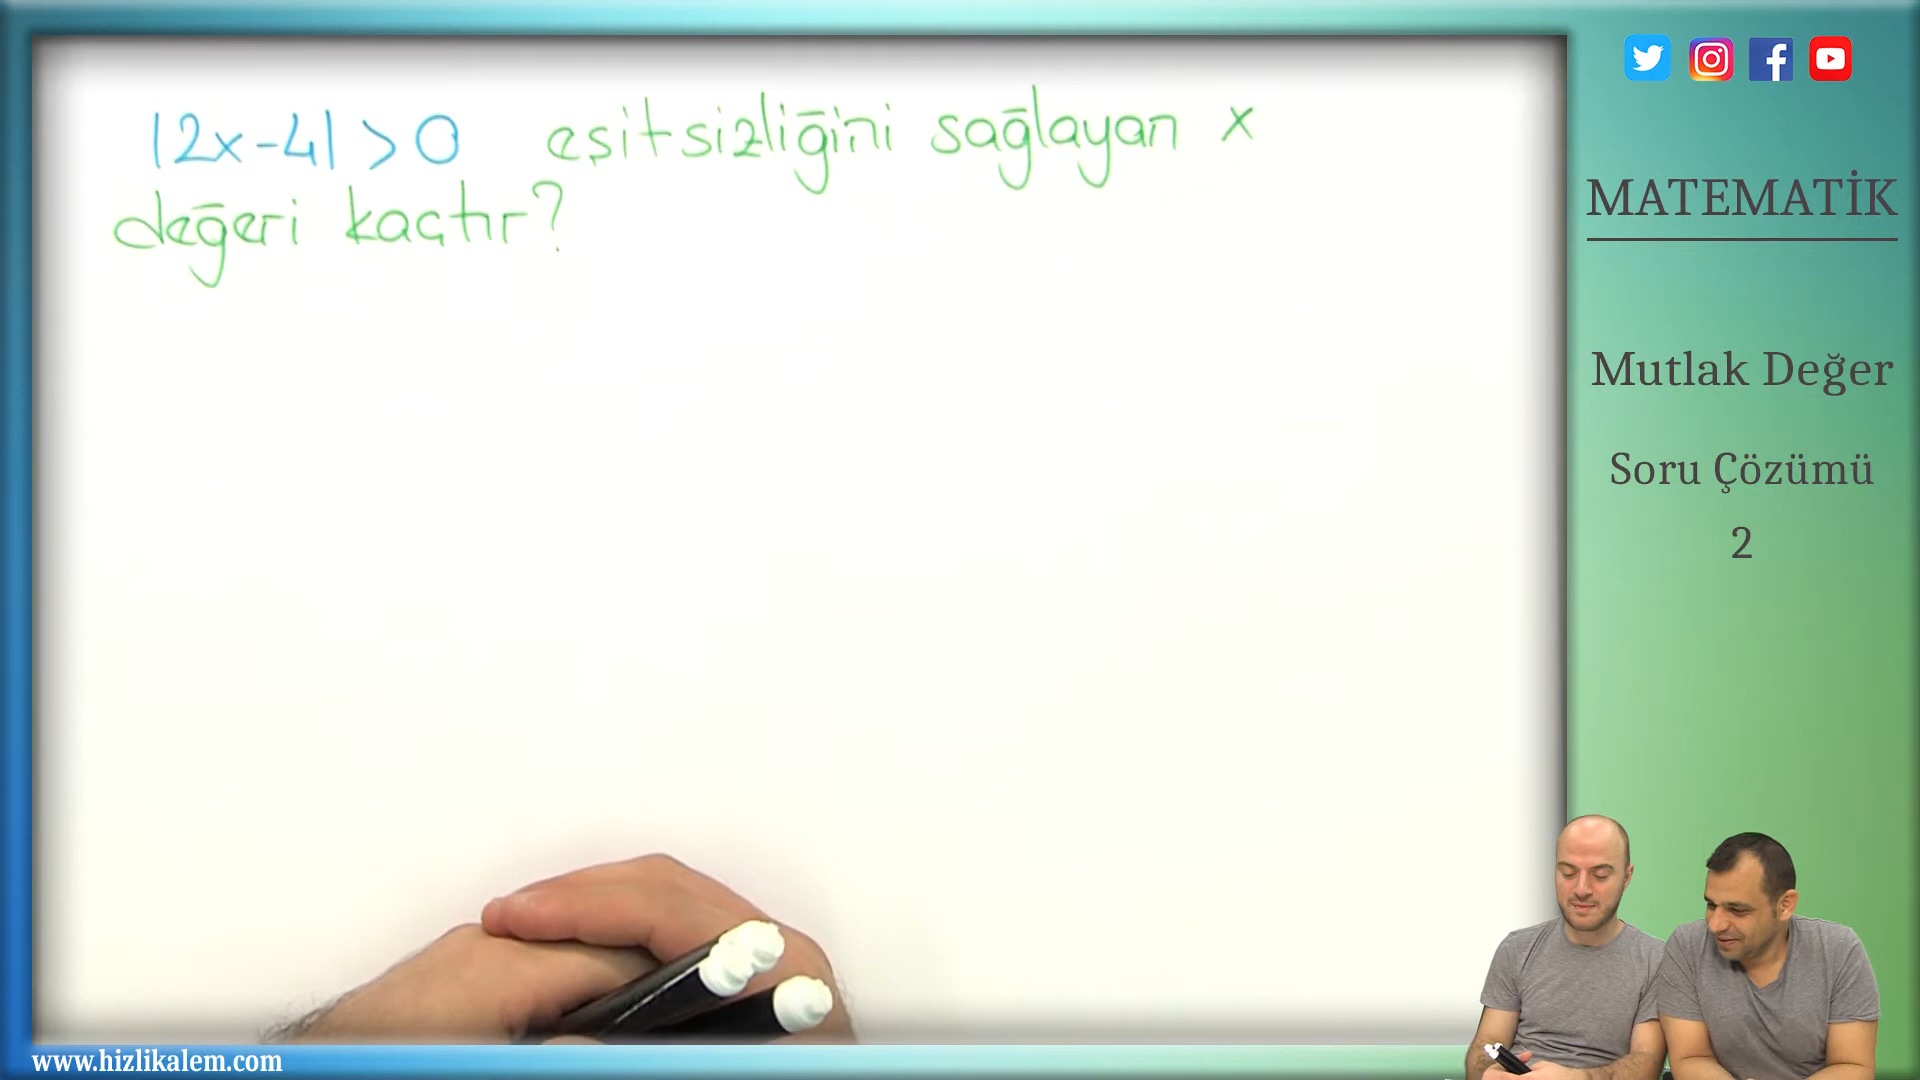 |2x-4| > 0 eşitsizliğini sağlayan x
değeri kaçtır?
MATEMATİK
Mutlak Değer
Soru Çözümü
2
www.hizlikalem.com